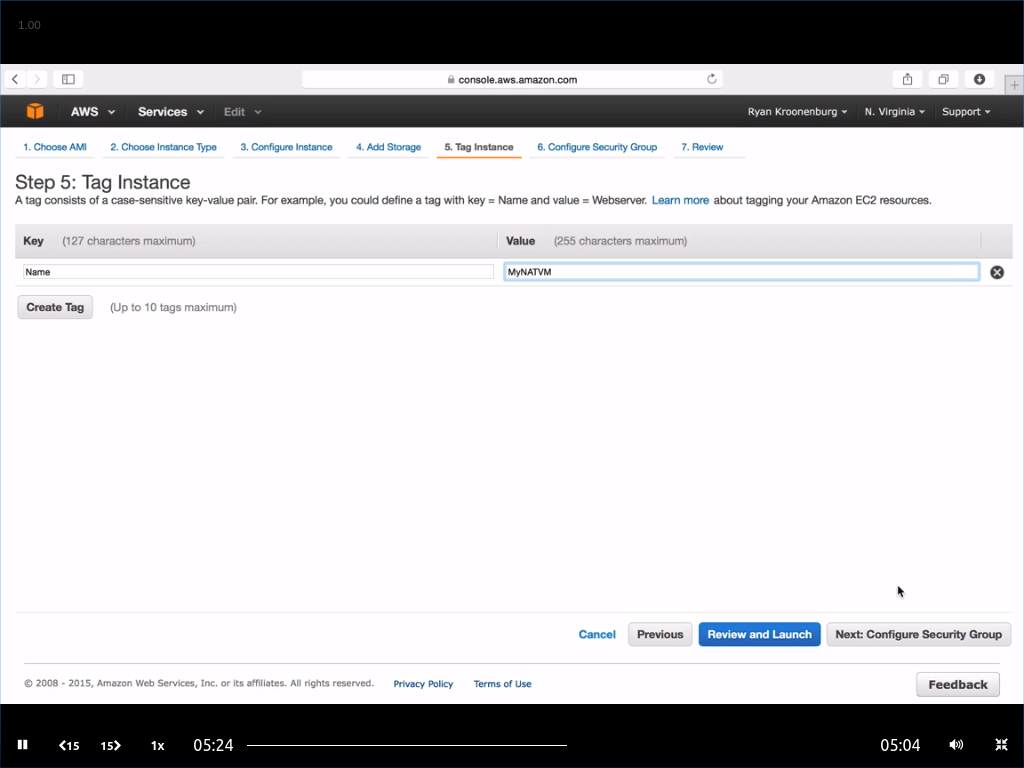 1.00
console.aws.amazon.com
AWS Services Edit Ryan Kroonenburg N. Virginia Support
1. Choose AMI 2. Choose Instance Type 3. Configure Instance 4. Add Storage 5. Tag Instance 6. Configure Security Group 7. Review
Step 5: Tag Instance
A tag consists of a case-sensitive key-value pair. For example, you could define a tag with key = Name and value = Webserver. Learn more about tagging your Amazon EC2 resources.
Key (127 characters maximum) Value (255 characters maximum)
Name MyNATVM
Create Tag (Up to 10 tags maximum)
Cancel Previous Review and Launch Next: Configure Security Group
© 2008 - 2015, Amazon Web Services, Inc. or its affiliates. All rights reserved. Privacy Policy Terms of Use Feedback
15 15 1x 05:24 05:04